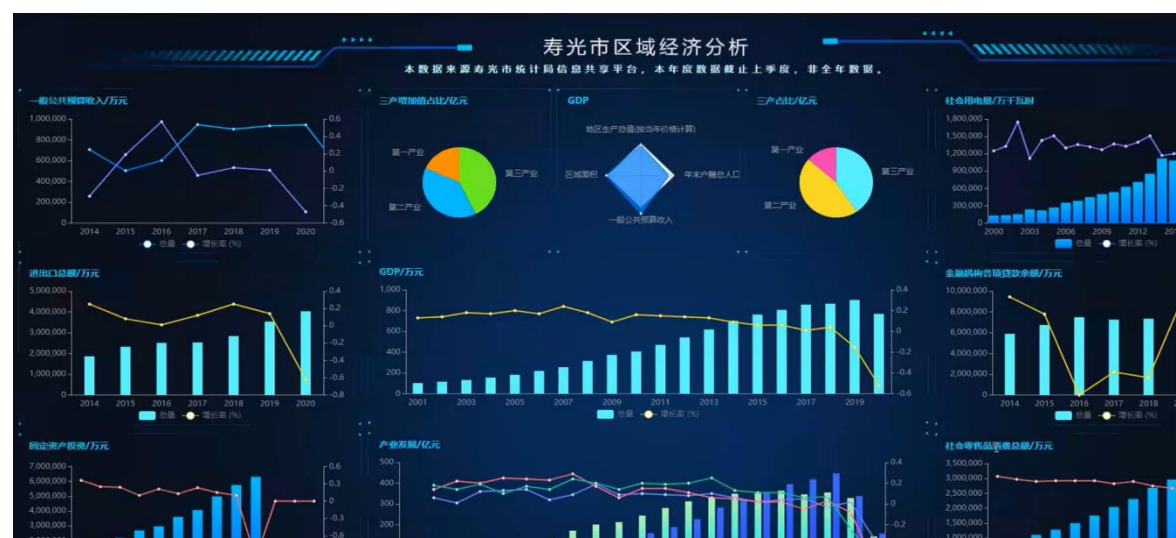 寿光市区域经济分析
本数据来源寿光市统计局信息共享平台，本年度数据截止上季度，非全年数据。
一般公共预算收入/万元
1,000,000
800,000
600,000
400,000
200,000
0
0.6
0.4
0.2
0
-0.2
-0.4
-0.6
2014 2015 2016 2017 2018 2019 2020
总量 增长率 (%)
三产增加值占比/亿元
第一产业
第三产业
第二产业
GDP
地区生产总值(按当年价格计算)
区域面积
年末户籍总人口
一般公共预算收入
三产占比/亿元
第一产业
第三产业
第二产业
社会用电量/万千瓦时
1,800,000
1,500,000
1,200,000
900,000
600,000
300,000
0
2000 2003 2006 2009 2012
总量 增长率 (%)
进出口总额/万元
5,000,000
4,000,000
3,000,000
2,000,000
1,000,000
0
0.4
0.2
0
-0.2
-0.4
-0.6
-0.8
2014 2015 2016 2017 2018 2019 2020
总量 增长率 (%)
GDP/万元
1,000
800
600
400
200
0
0.4
0.2
0
-0.2
-0.4
-0.6
2001 2003 2005 2007 2009 2011 2013 2015 2017 2019
总量 增长率 (%)
金融机构各项贷款余额/万元
10,000,000
8,000,000
6,000,000
4,000,000
2,000,000
0
2014 2015 2016 2017 2018
总量 增长率 (%)
固定资产投资/万元
7,000,000
6,000,000
5,000,000
4,000,000
3,000,000
0.6
0.3
0
-0.3
-0.6
产业发展/亿元
500
400
300
200
0.4
0.2
0
-0.2
社会零售品消费总额/万元
3,500,000
3,000,000
2,500,000
2,000,000
1,500,000
1,000,000